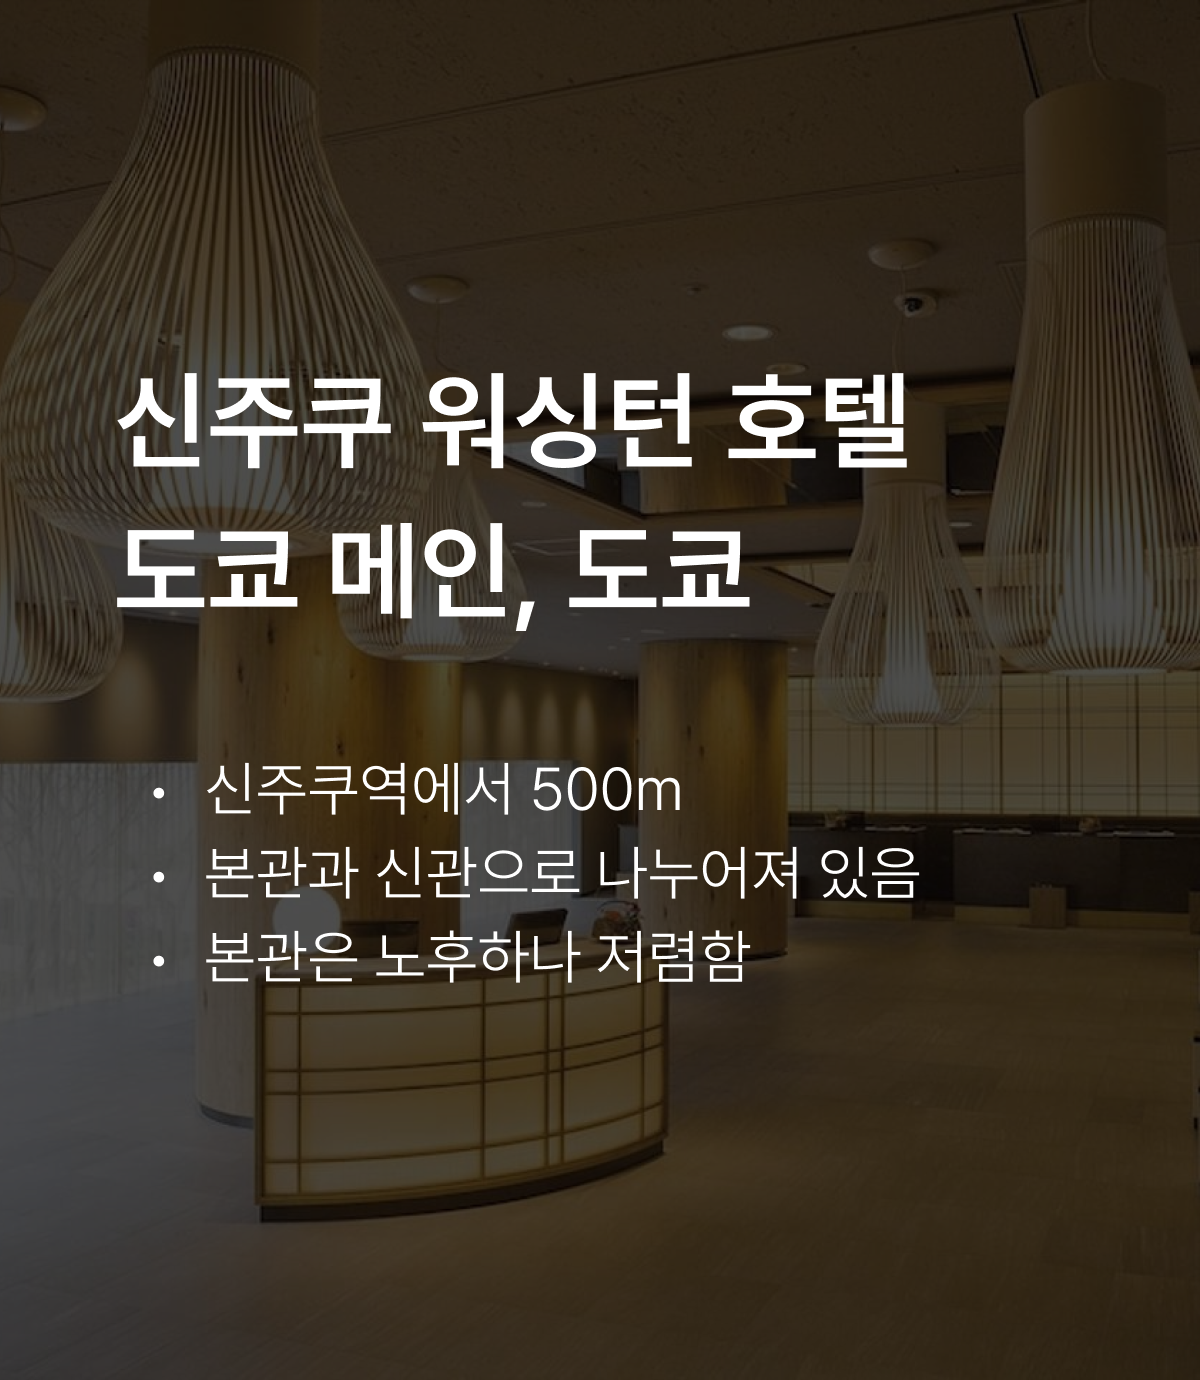 신주쿠 워싱턴 호텔
도쿄 메인, 도쿄
• 신주쿠역에서 500m
• 본관과 신관으로 나누어져 있음
• 본관은 노후하나 저렴함